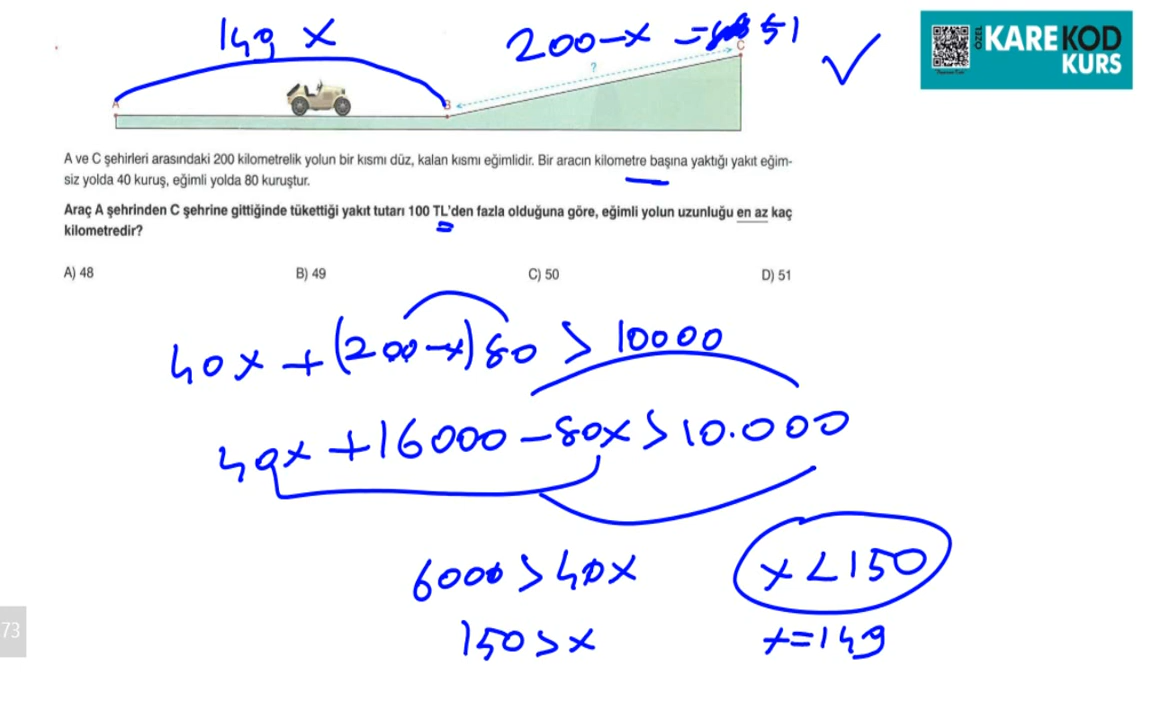 149 x
200-x = 51
KAREKOD
KURS
A
B
?
C
A ve C şehirleri arasındaki 200 kilometrelik yolun bir kısmı düz, kalan kısmı eğimlidir. Bir aracın kilometre başına yaktığı yakıt eğim-
siz yolda 40 kuruş, eğimli yolda 80 kuruştur.
Araç A şehrinden C şehrine gittiğinde tükettiği yakıt tutarı 100 TL'den fazla olduğuna göre, eğimli yolun uzunluğu en az kaç
kilometredir?
A) 48 B) 49 C) 50 D) 51
40x + (200-x) 80 > 10000
40x + 16000 - 80x > 10.000
6000 > 40x
x < 150
150 > x
x = 149
73